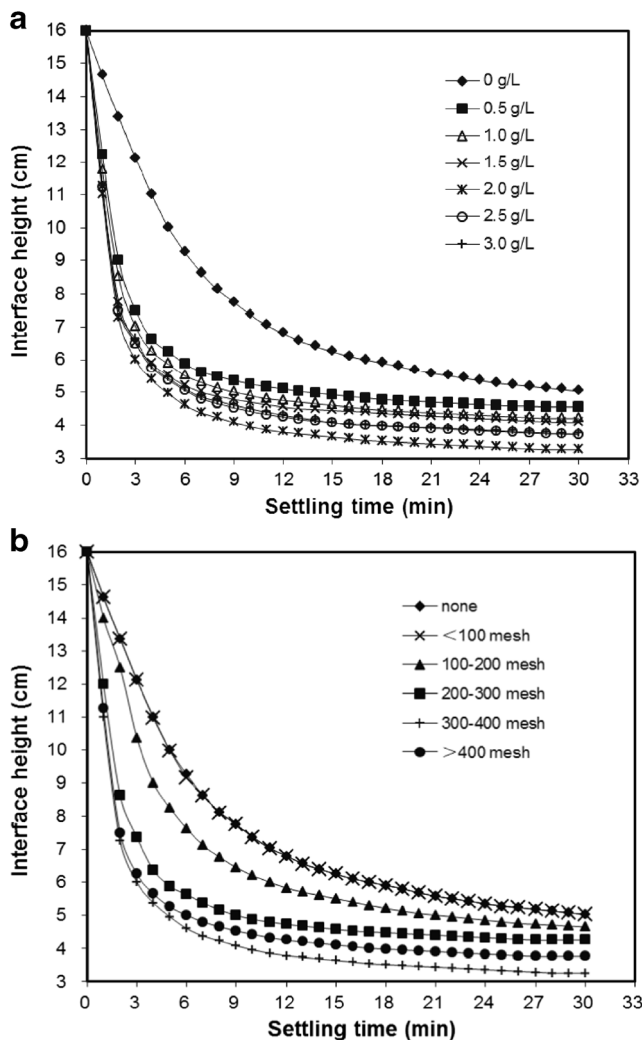 a
16
15
14
13
12
11
10
9
8
7
6
5
4
3
Interface height (cm)
0 g/L
0.5 g/L
1.0 g/L
1.5 g/L
2.0 g/L
2.5 g/L
3.0 g/L
0 3 6 9 12 15 18 21 24 27 30 33
Settling time (min)
b
16
15
14
13
12
11
10
9
8
7
6
5
4
3
Interface height (cm)
none
<100 mesh
100-200 mesh
200-300 mesh
300-400 mesh
>400 mesh
0 3 6 9 12 15 18 21 24 27 30 33
Settling time (min)